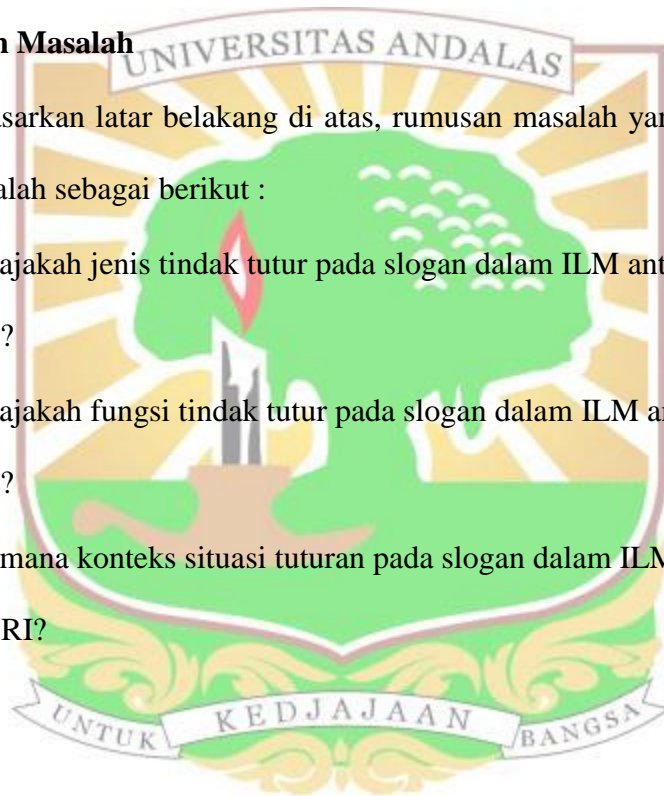 n Masalah
UNIVERSITAS ANDALAS
asarkan latar belakang di atas, rumusan masalah yan
alah sebagai berikut :
ajakah jenis tindak tutur pada slogan dalam ILM ant
?
ajakah fungsi tindak tutur pada slogan dalam ILM an
?
mana konteks situasi tuturan pada slogan dalam ILM
RI?
UNTUK KEDJAJAAN BANGSA